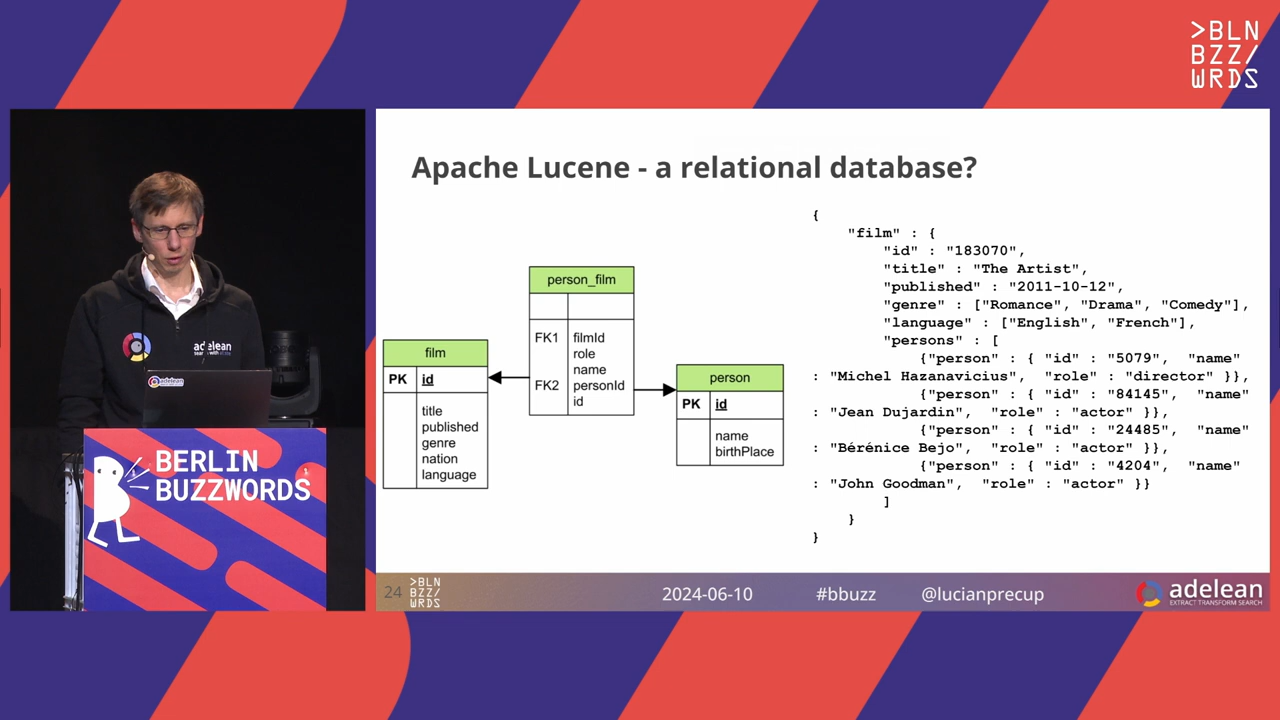 >BLN
BZZ/
WRDS
Apache Lucene - a relational database?
person_film
FK1
filmId
role
name
FK2
personId
id
film
PK
id
title
published
genre
nation
language
person
PK
id
name
birthPlace
{
"film" : {
"id" : "183070",
"title" : "The Artist",
"published" : "2011-10-12",
"genre" : ["Romance", "Drama", "Comedy"],
"language" : ["English", "French"],
"persons" : [
{"person" : { "id" : "5079", "name"
: "Michel Hazanavicius", "role" : "director" }},
{"person" : { "id" : "84145", "name"
: "Jean Dujardin", "role" : "actor" }},
{"person" : { "id" : "24485", "name"
: "Bérénice Bejo", "role" : "actor" }},
{"person" : { "id" : "4204", "name"
: "John Goodman", "role" : "actor" }}
]
}
}
24
>BLN
BZZ/
WRDS
2024-06-10
#bbuzz
@lucianprecup
adelean
EXTRACT TRANSFORM SEARCH
adelean
adelean
BERLIN
BUZZWORDS